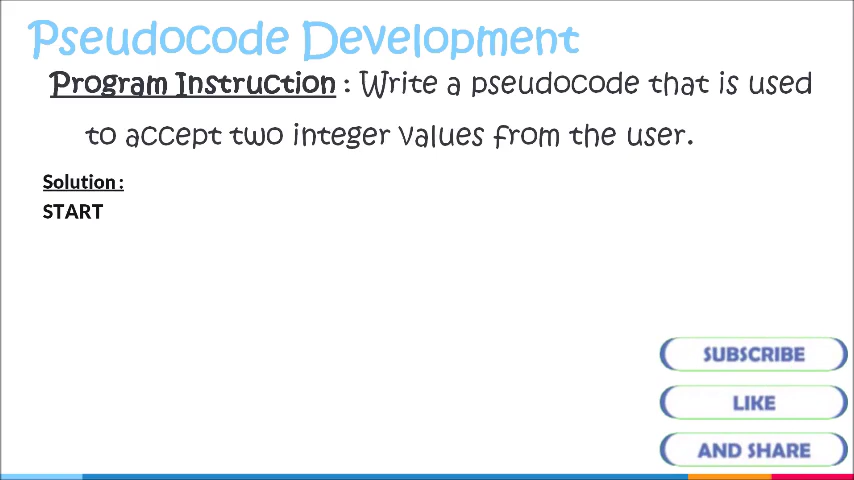 Pseudocode Development
Program Instruction : Write a pseudocode that is used
to accept two integer values from the user.
Solution :
START
SUBSCRIBE
LIKE
AND SHARE